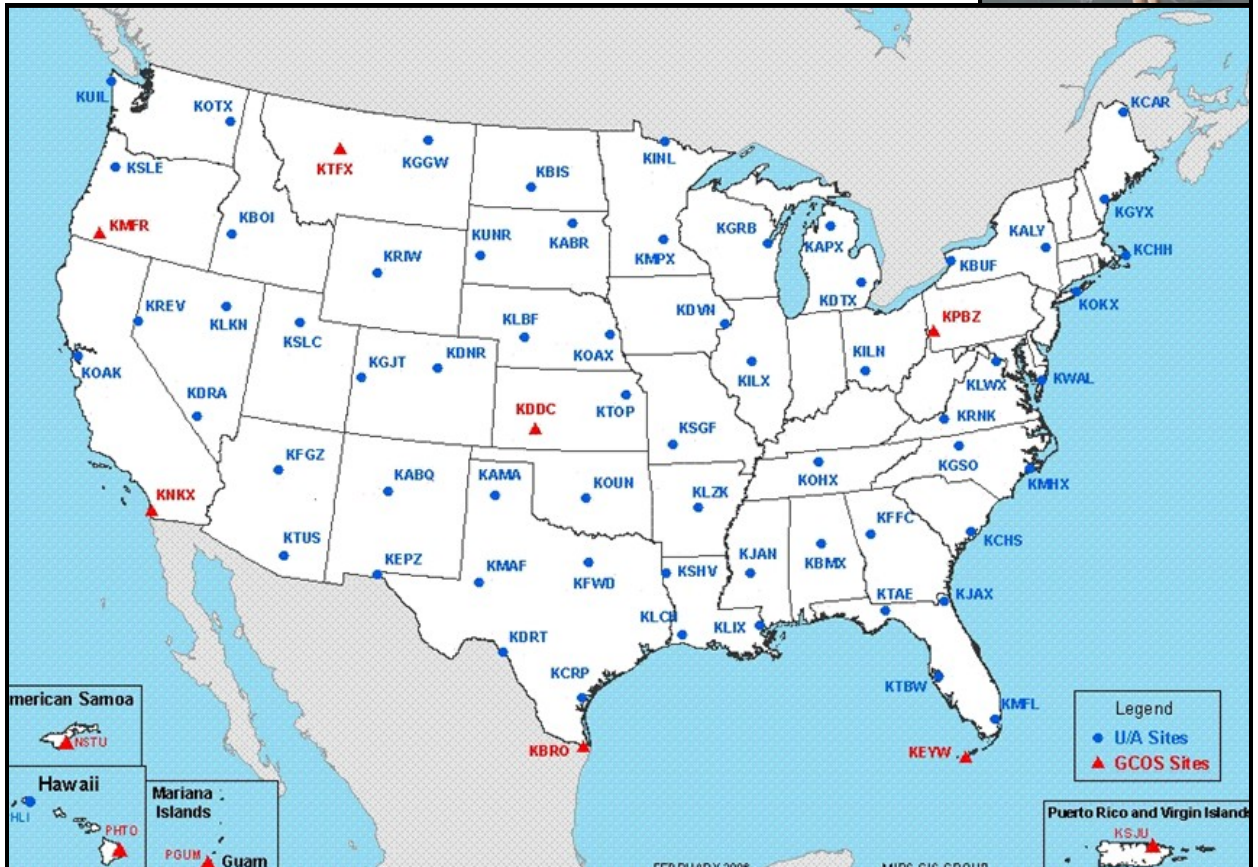 KCAR
KUIL
KOTX
KINL
KGGW
KTFX
KSLE
KBIS
KGYX
KBOI
KMFR
KUNR
KABR
KGRB
KAPX
KALY
KCHH
KRIW
KMPX
KBUF
KDTX
KOKX
KREV
KLKN
KSLC
KLBF
KDVN
KPBZ
KOAX
KDNR
KGJT
KILN
KOAK
KILX
KLWX
KWAL
KDRA
KDDC
KTOP
KRNK
KSGF
KFGZ
KABQ
KAMA
KOUN
KOHX
KGSO
KMHX
KLZK
KNKX
KFFC
KTUS
KCHS
KEPZ
KMAF
KFWD
KSHV
KJAN
KBMX
KTAE
KJAX
KLCH
KLIX
KDRT
KCRP
KTBW
KMFL
KBRO
KEYW
merican Samoa
NSTU
Hawaii
HLI
PHTO
Mariana
Islands
PGUM
Guam
Legend
U/A Sites
GCOS Sites
Puerto Rico and Virgin Islands
KSJU